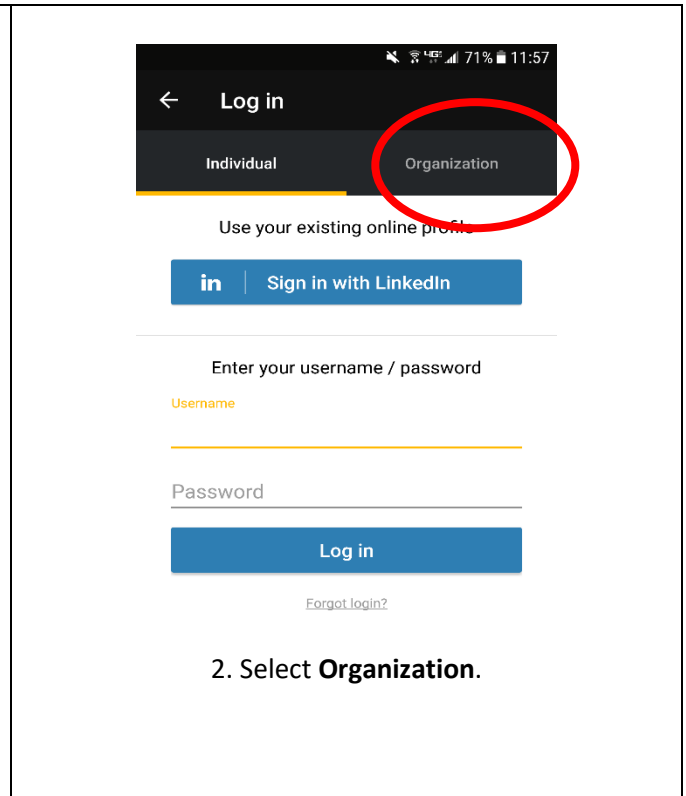 4GE 71% 11:57
Log in
Individual Organization
Use your existing online profile
in Sign in with LinkedIn
Enter your username / password
Username
Password
Log in
Forgot login?
2. Select Organization.